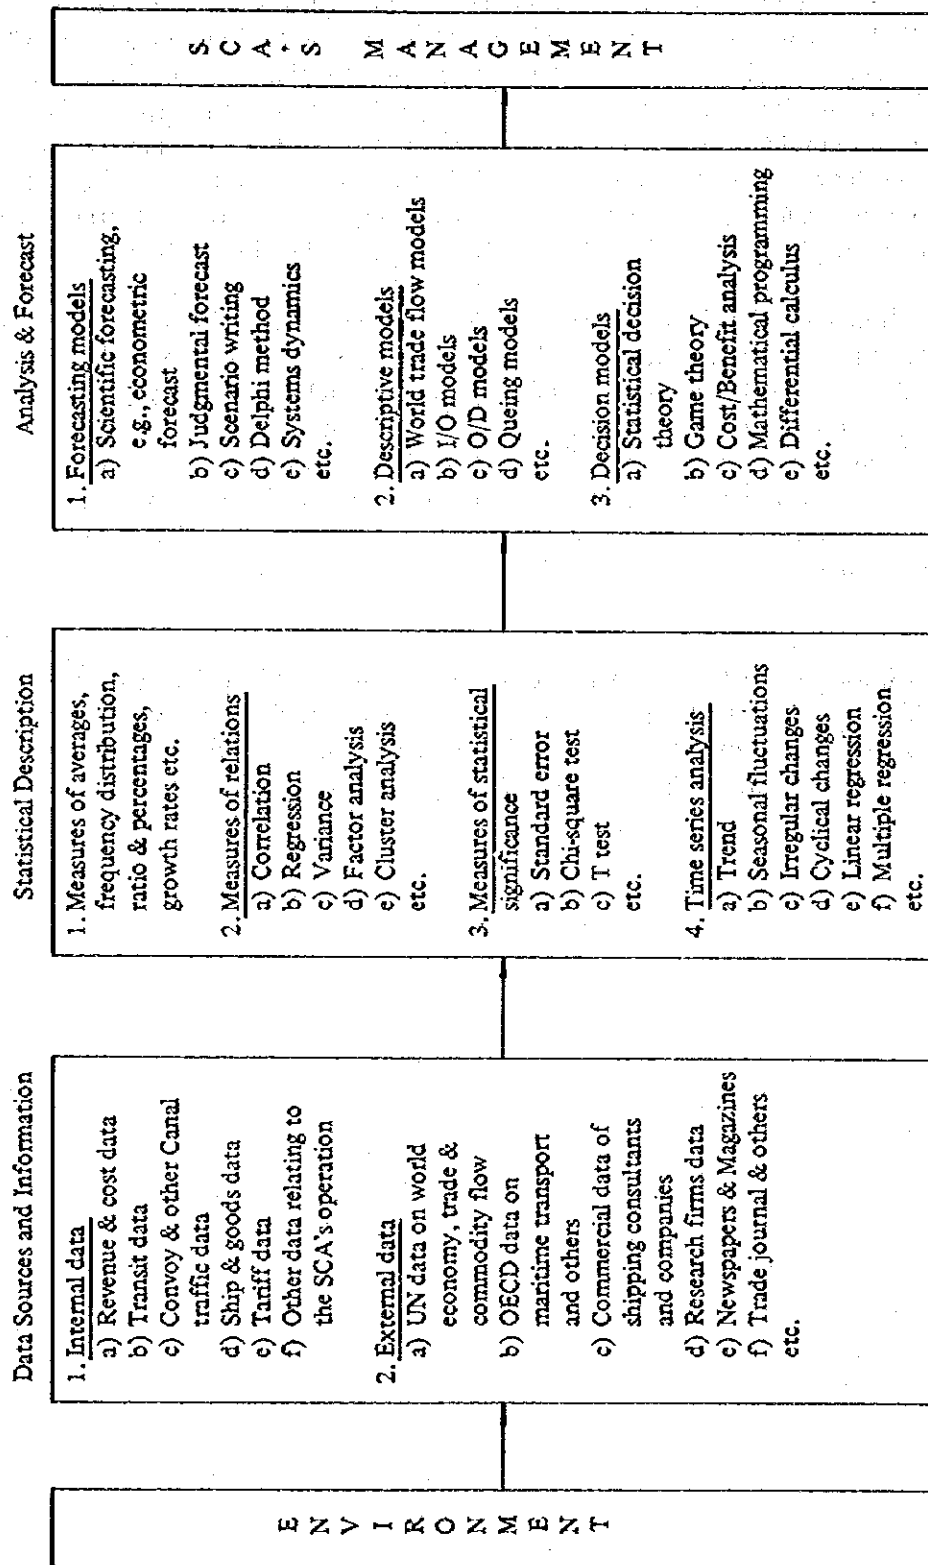 ENVIRONMENT
Data Sources and Information
1. Internal data
a) Revenue & cost data
b) Transit data
c) Convoy & other Canal
traffic data
d) Ship & goods data
e) Tariff data
f) Other data relating to
the SCA's operation
2. External data
a) UN data on world
economy, trade &
commodity flow
b) OECD data on
maritime transport
and others
c) Commercial data of
shipping consultants
and companies
d) Research firms data
e) Newspapers & Magazines
f) Trade journal & others
etc.
Statistical Description
1. Measures of averages,
frequency distribution,
ratio & percentages,
growth rates etc.
2. Measures of relations
a) Correlation
b) Regression
c) Variance
d) Factor analysis
e) Cluster analysis
etc.
3. Measures of statistical
significance
a) Standard error
b) Chi-square test
c) T test
etc.
4. Time series analysis
a) Trend
b) Seasonal fluctuations
c) Irregular changes
d) Cyclical changes
e) Linear regression
f) Multiple regression
etc.
Analysis & Forecast
1. Forecasting models
a) Scientific forecasting,
e.g., econometric
forecast
b) Judgmental forecast
c) Scenario writing
d) Delphi method
e) Systems dynamics
etc.
2. Descriptive models
a) World trade flow models
b) I/O models
c) O/D models
d) Queing models
etc.
3. Decision models
a) Statistical decision
theory
b) Game theory
c) Cost/Benefit analysis
d) Mathematical programming
e) Differential calculus
etc.
SCA'S MANAGEMENT